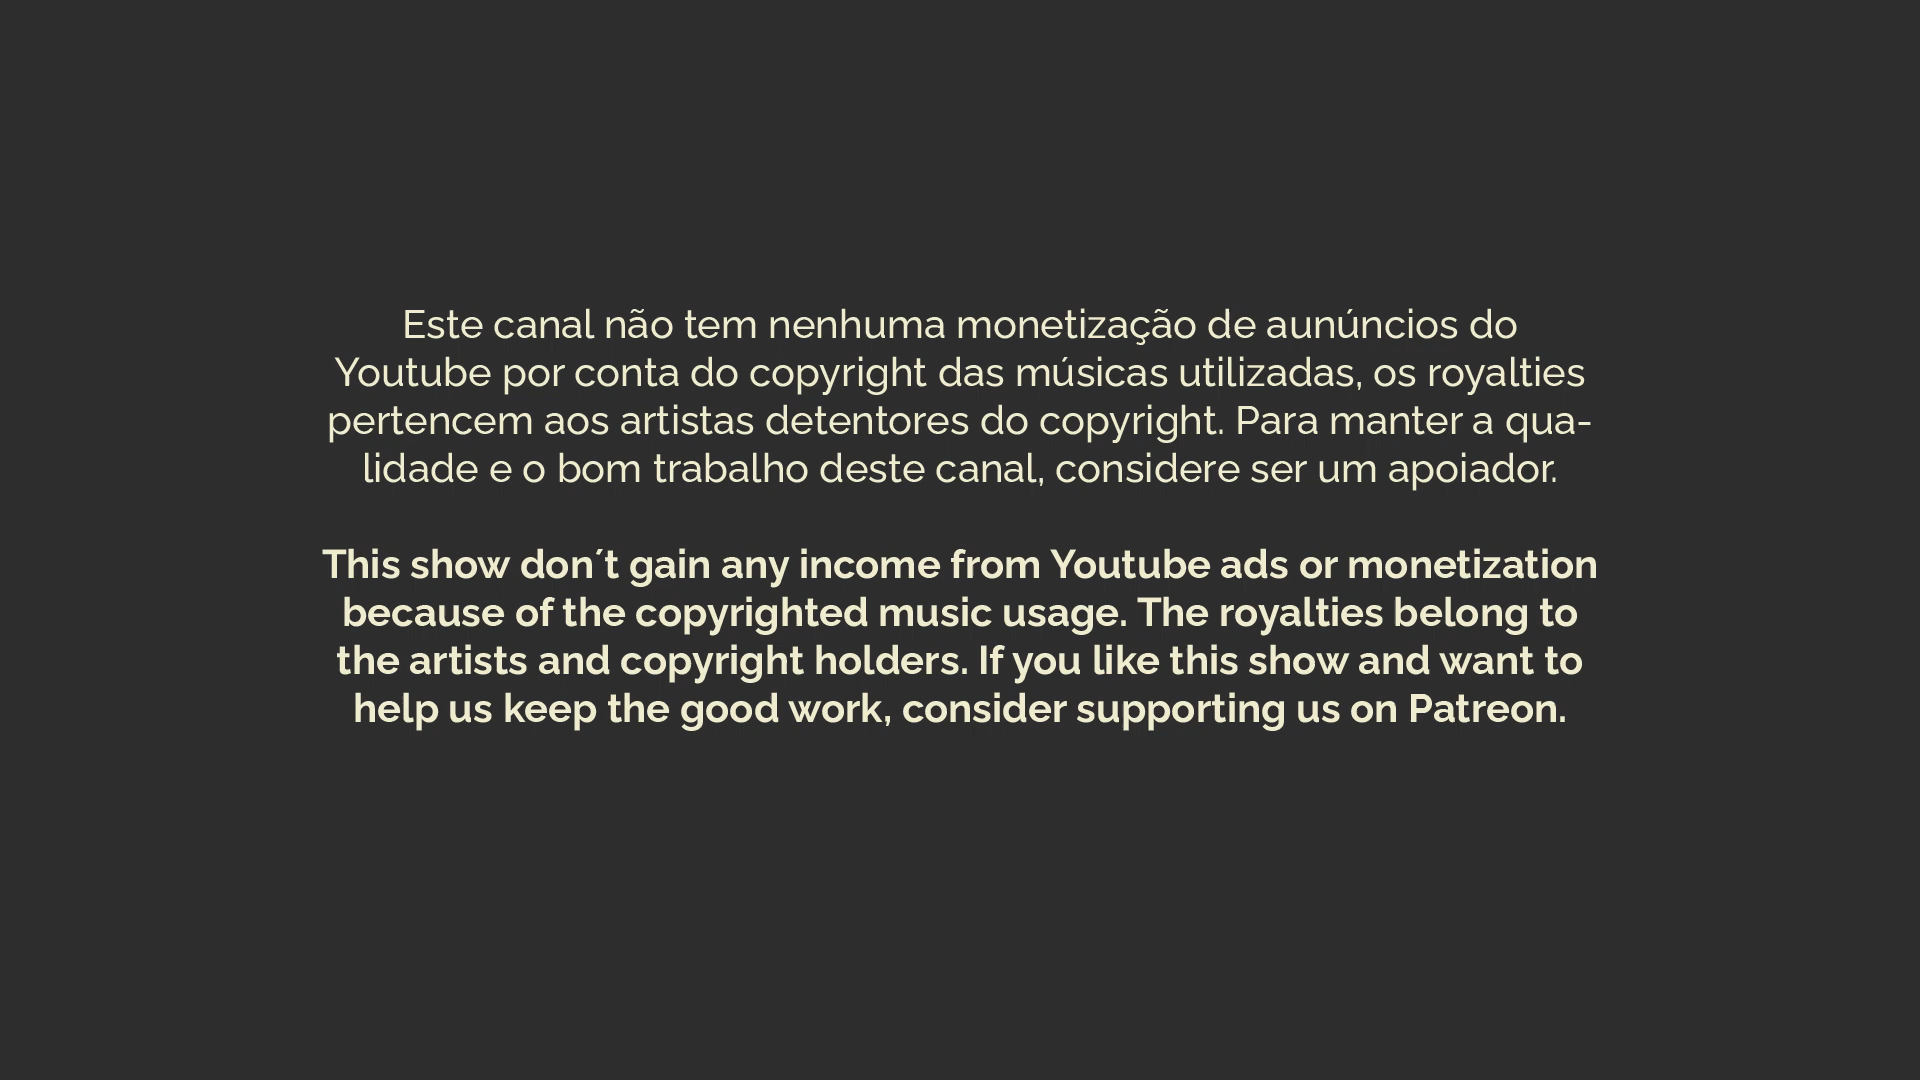 Este canal não tem nenhuma monetização de aunúncios do
Youtube por conta do copyright das músicas utilizadas, os royalties
pertencem aos artistas detentores do copyright. Para manter a qua-
lidade e o bom trabalho deste canal, considere ser um apoiador.
This show don´t gain any income from Youtube ads or monetization
because of the copyrighted music usage. The royalties belong to
the artists and copyright holders. If you like this show and want to
help us keep the good work, consider supporting us on Patreon.